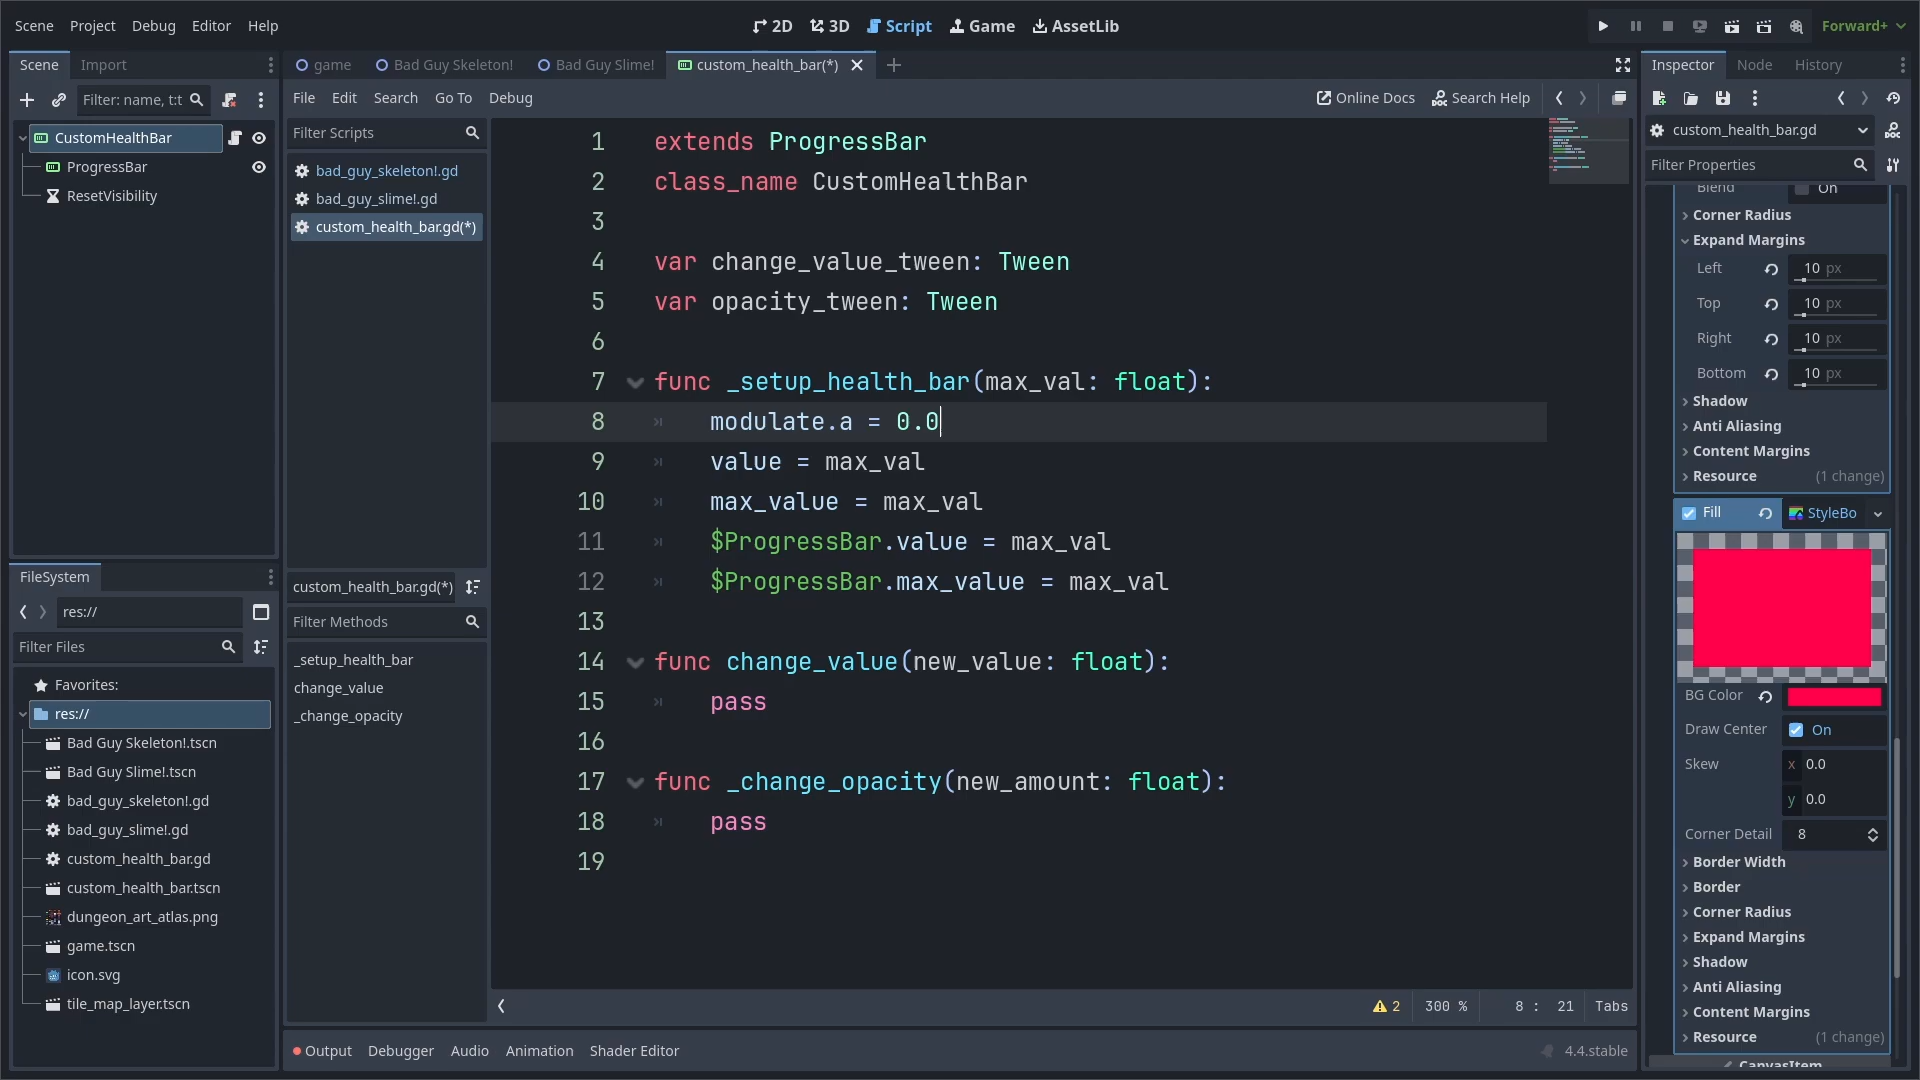 Scene Project Debug Editor Help
2D 3D Script Game AssetLib
Forward+
Scene Import
Filter: name, t:t
CustomHealthBar
ProgressBar
ResetVisibility
FileSystem
res://
Filter Files
Favorites:
res://
Bad Guy Skeleton!.tscn
Bad Guy Slime!.tscn
bad_guy_skeleton!.gd
bad_guy_slime!.gd
custom_health_bar.gd
custom_health_bar.tscn
dungeon_art_atlas.png
game.tscn
icon.svg
tile_map_layer.tscn
game Bad Guy Skeleton! Bad Guy Slime! custom_health_bar(*)
File Edit Search Go To Debug
Online Docs Search Help
Filter Scripts
bad_guy_skeleton!.gd
bad_guy_slime!.gd
custom_health_bar.gd(*)
custom_health_bar.gd(*)
Filter Methods
_setup_health_bar
change_value
_change_opacity
1 extends ProgressBar
2 class_name CustomHealthBar
3
4 var change_value_tween: Tween
5 var opacity_tween: Tween
6
7 func _setup_health_bar(max_val: float):
8 modulate.a = 0.0
9 value = max_val
10 max_value = max_val
11 $ProgressBar.value = max_val
12 $ProgressBar.max_value = max_val
13
14 func change_value(new_value: float):
15 pass
16
17 func _change_opacity(new_amount: float):
18 pass
19
2 300 % 8 : 21 Tabs
Output Debugger Audio Animation Shader Editor
4.4.stable
Inspector Node History
custom_health_bar.gd
Filter Properties
Blend On
Corner Radius
Expand Margins
Left 10 px
Top 10 px
Right 10 px
Bottom 10 px
Shadow
Anti Aliasing
Content Margins
Resource (1 change)
Fill StyleBo
BG Color
Draw Center On
Skew x 0.0
y 0.0
Corner Detail 8
Border Width
Border
Corner Radius
Expand Margins
Shadow
Anti Aliasing
Content Margins
Resource (1 change)
CanvasItem